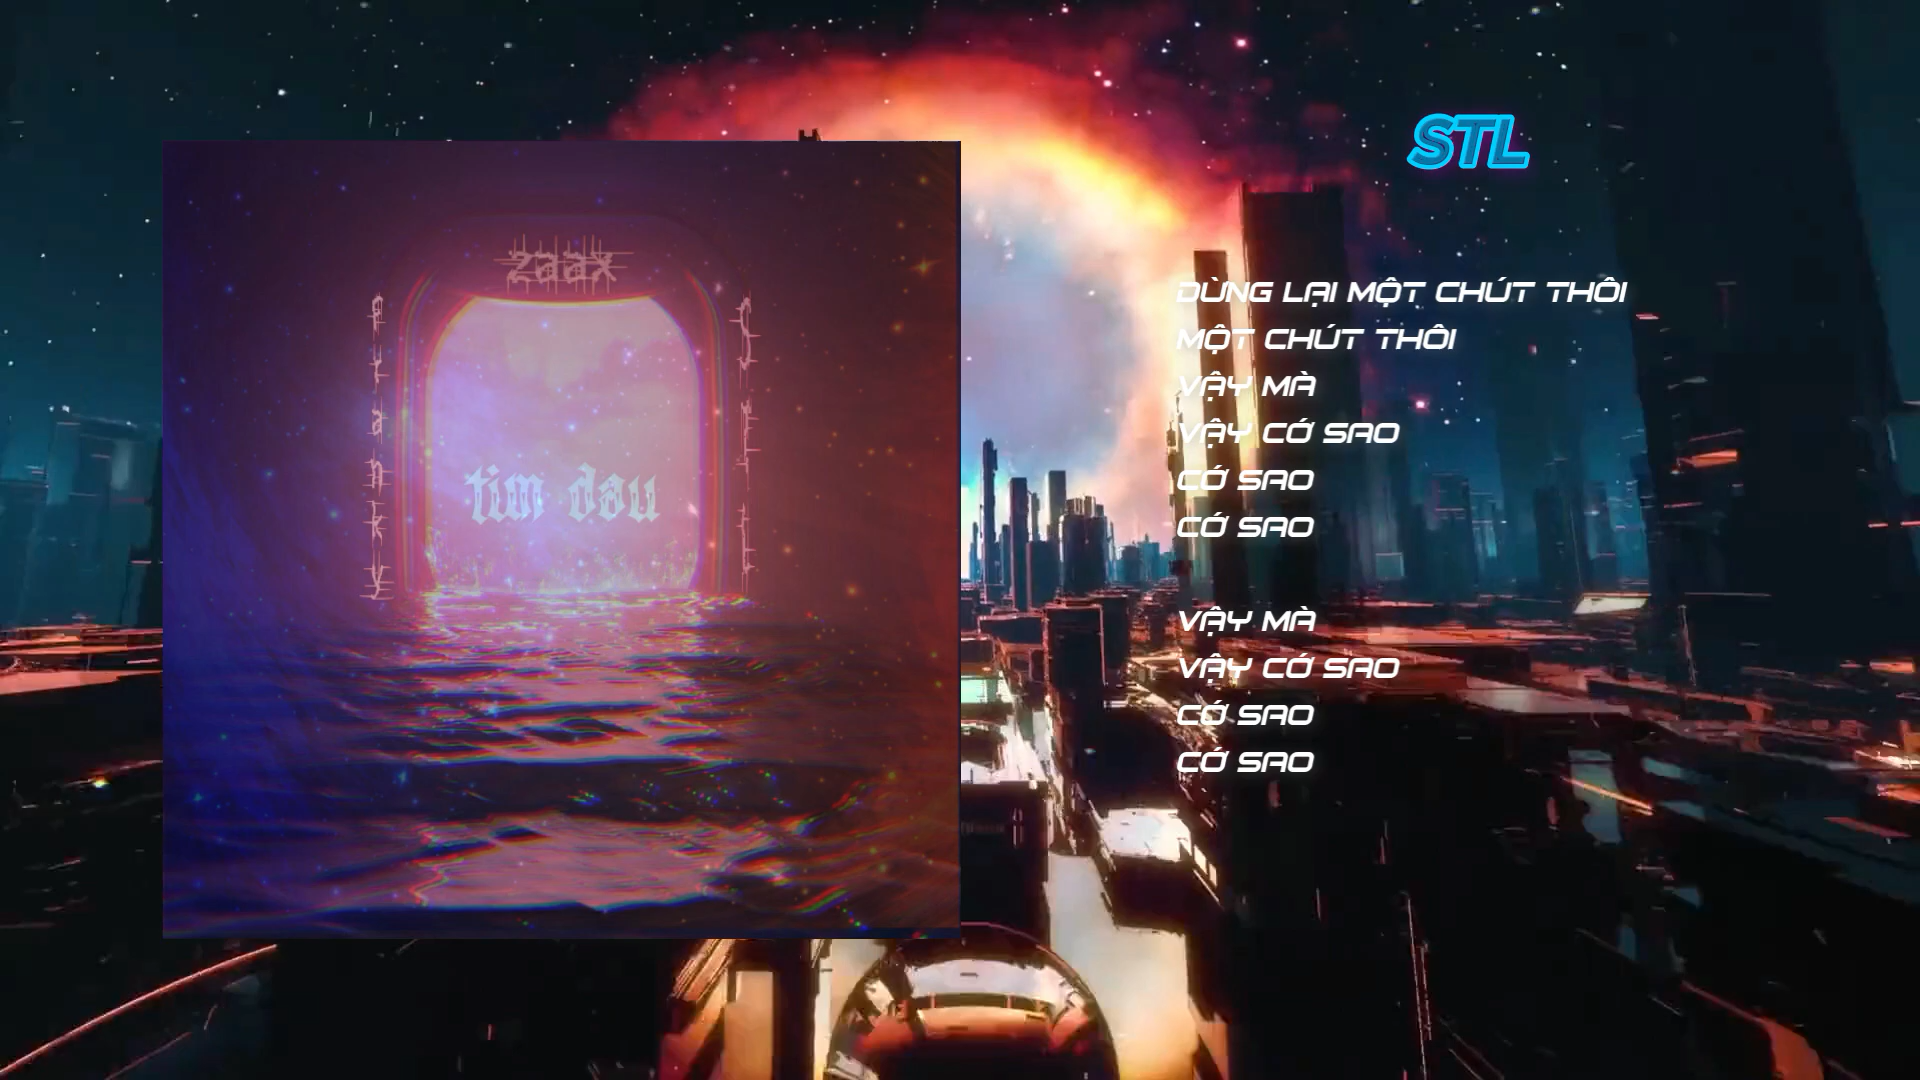 zaax
tim đau
STL
DỪNG LẠI MỘT CHÚT THÔI
MỘT CHÚT THÔI
VẬY MÀ
VẬY CỚ SAO
CỚ SAO
CỚ SAO
VẬY MÀ
VẬY CỚ SAO
CỚ SAO
CỚ SAO